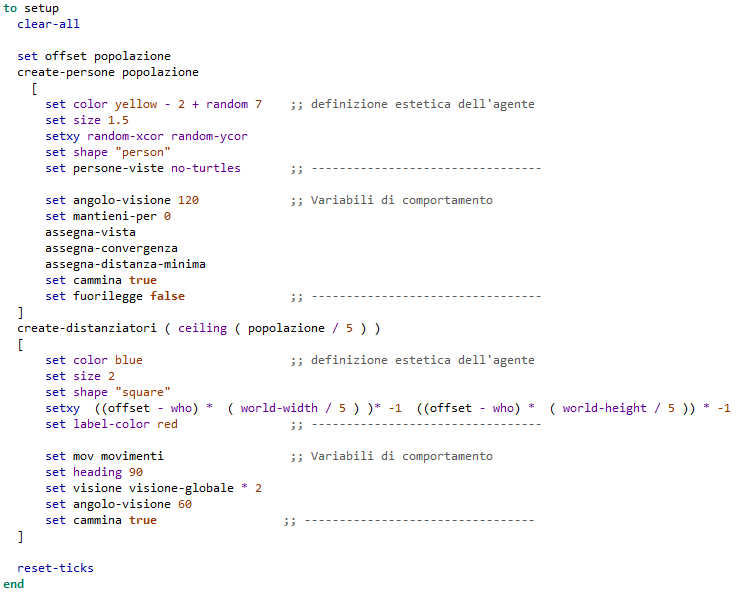 to setup
clear-all
set offset popolazione
create-persone popolazione
[
set color yellow - 2 + random 7 ;; definizione estetica dell'agente
set size 1.5
setxy random-xcor random-ycor
set shape "person"
set persone-viste no-turtles ;; ---------------------------------
set angolo-visione 120 ;; Variabili di comportamento
set mantieni-per 0
assegna-vista
assegna-convergenza
assegna-distanza-minima
set cammina true
set fuorilegge false ;; ---------------------------------
]
create-distanziatori ( ceiling ( popolazione / 5 ) )
[
set color blue ;; definizione estetica dell'agente
set size 2
set shape "square"
setxy ((offset - who) * ( world-width / 5 ) )* -1 ((offset - who) * ( world-height / 5 )) * -1
set label-color red ;; ---------------------------------
set mov movimenti ;; Variabili di comportamento
set heading 90
set visione visione-globale * 2
set angolo-visione 60
set cammina true ;; ---------------------------------
]
reset-ticks
end